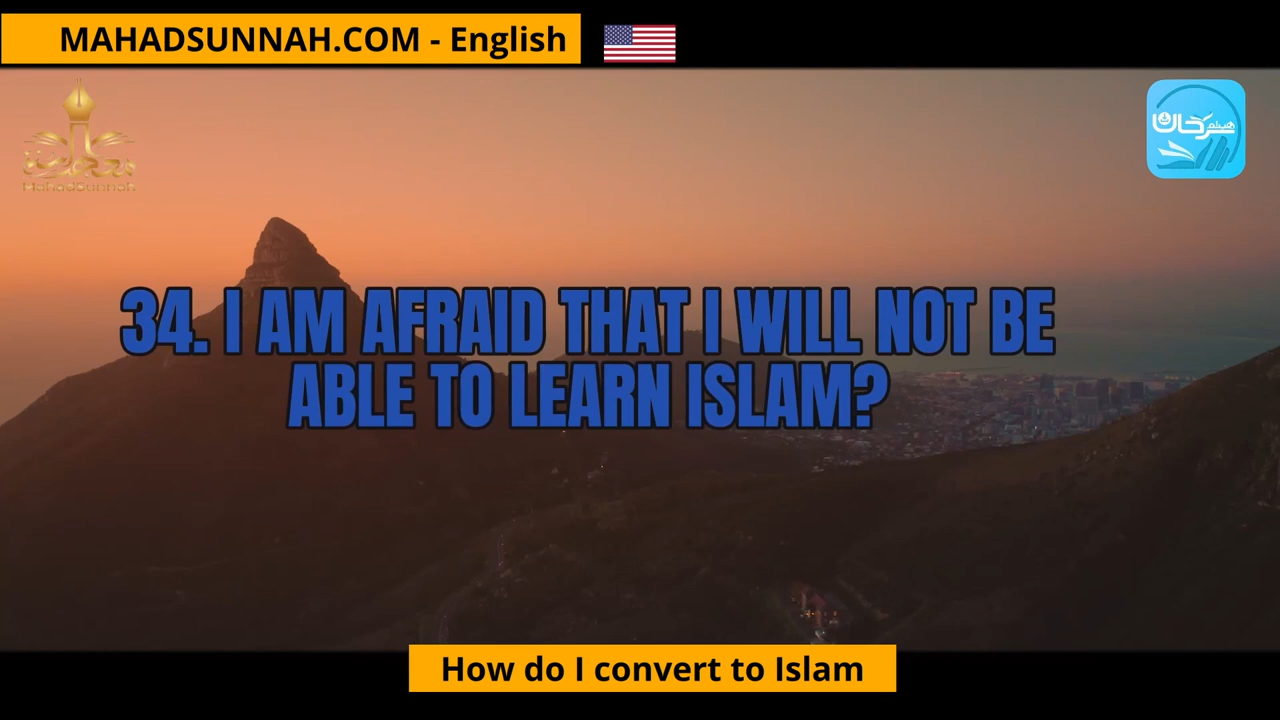 MAHADSUNNAH.COM - English
MahadSunnah
34. I AM AFRAID THAT I WILL NOT BE
ABLE TO LEARN ISLAM?
How do I convert to Islam